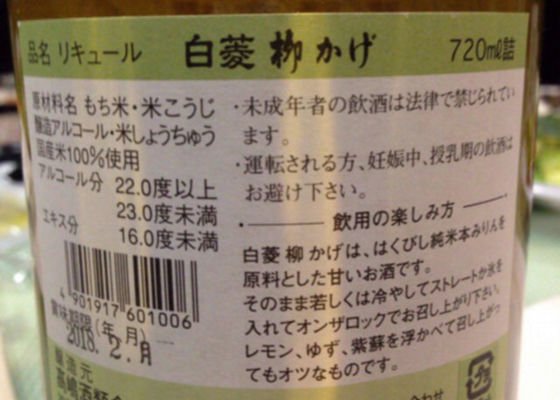 品名 リキュール 白菱 柳かげ 720ml詰
原材料名 もち米・米こうじ
醸造アルコール・米しょうちゅう
国産米100%使用
アルコール分 22.0度以上
23.0度未満
エキス分 16.0度未満
4 901917 601006
賞味期限(年.月)
2018.2.月
醸造元
・未成年者の飲酒は法律で禁じられてい
ます。
・運転される方、妊娠中、授乳期の飲酒は
お避け下さい。
飲用の楽しみ方
白菱 柳かげは、はくびし純米本みりんを
原料とした甘いお酒です。
そのまま若しくは冷やしてストレートか氷を
入れてオンザロックでお召し上がり下さい。
レモン、ゆず、紫蘇を浮かべて召し上がっ
てもオツなものです。